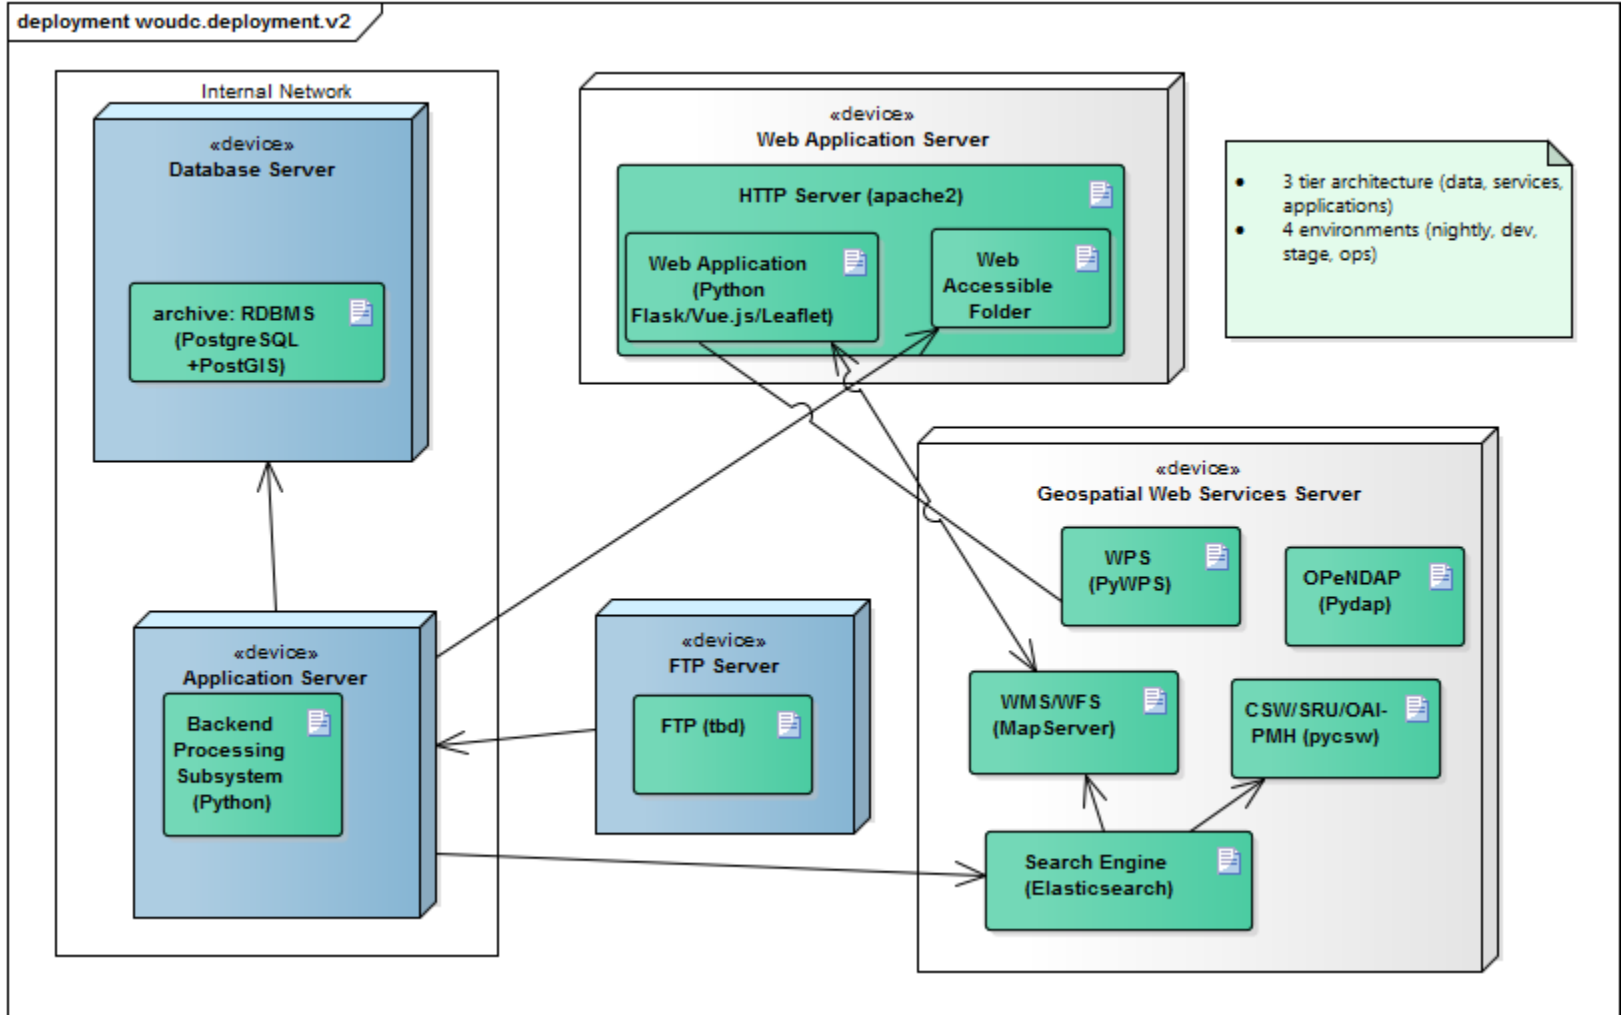 deployment woudc.deployment.v2
Internal Network
«device»
Database Server
archive: RDBMS
(PostgreSQL
+PostGIS)
«device»
Application Server
Backend
Processing
Subsystem
(Python)
«device»
Web Application Server
HTTP Server (apache2)
Web Application
(Python
Flask/Vue.js/Leaflet)
Web
Accessible
Folder
• 3 tier architecture (data, services,
applications)
• 4 environments (nightly, dev,
stage, ops)
«device»
FTP Server
FTP (tbd)
«device»
Geospatial Web Services Server
WPS
(PyWPS)
OPeNDAP
(Pydap)
WMS/WFS
(MapServer)
CSW/SRU/OAI-
PMH (pycsw)
Search Engine
(Elasticsearch)